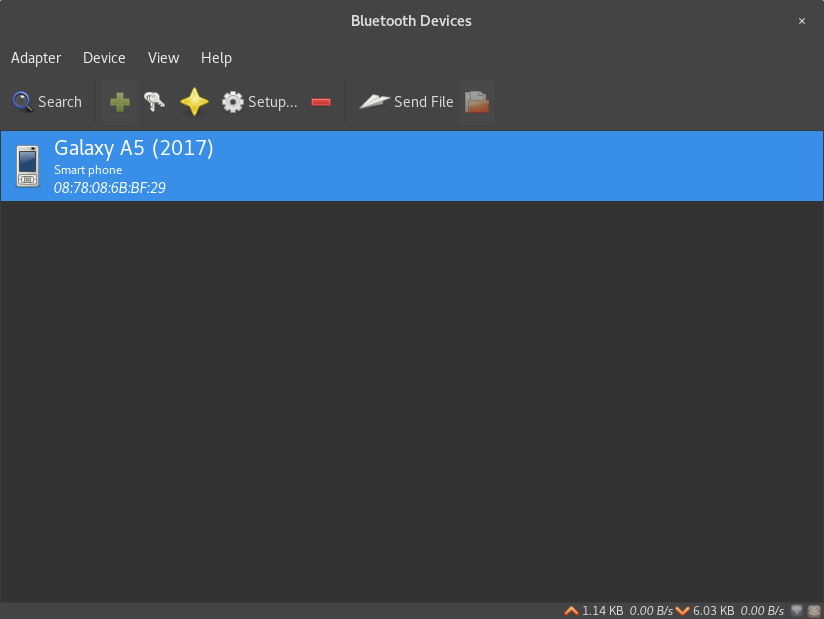 Bluetooth Devices ×
Adapter Device View Help
Search Setup... Send File
Galaxy A5 (2017)
Smart phone
08:78:08:6B:BF:29
1.14 KB 0.00 B/s 6.03 KB 0.00 B/s